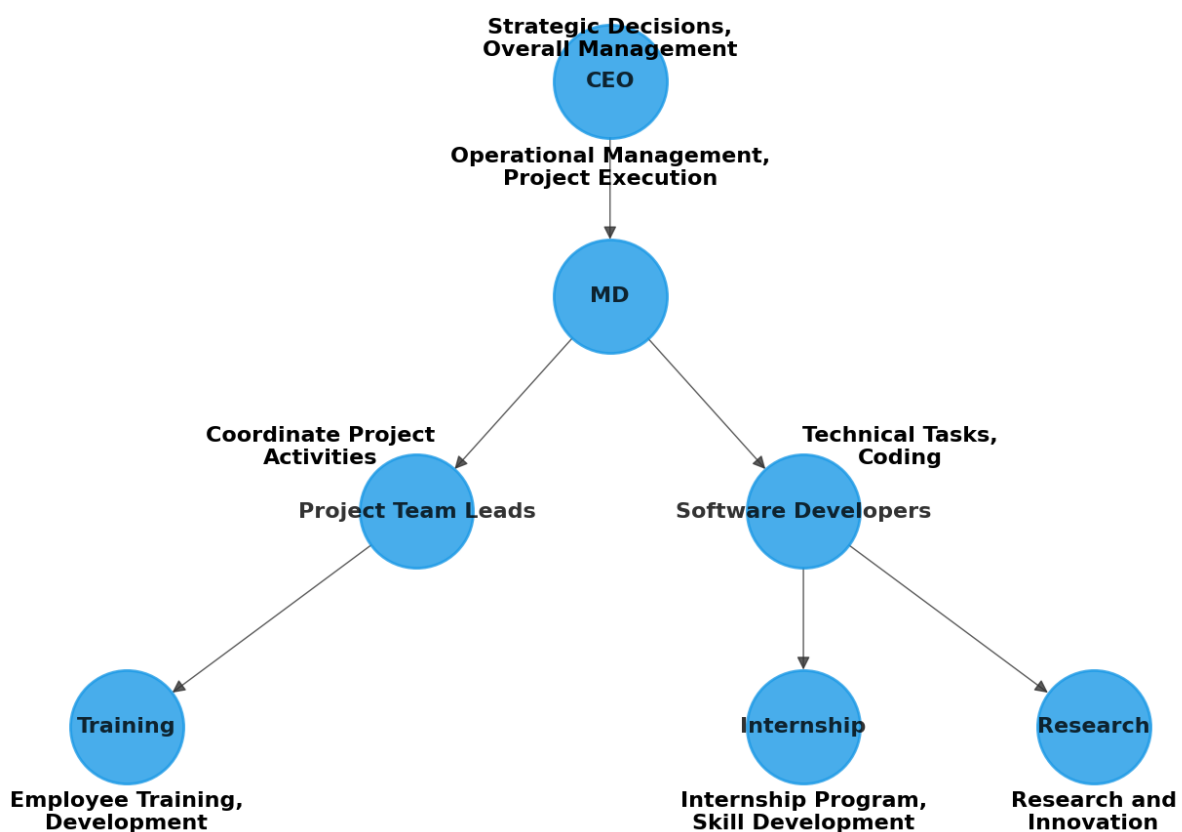 Strategic Decisions,
Overall Management
CEO
Operational Management,
Project Execution
MD
Coordinate Project
Activities
Technical Tasks,
Coding
Project Team Leads
Software Developers
Training
Internship
Research
Employee Training,
Development
Internship Program,
Skill Development
Research and
Innovation